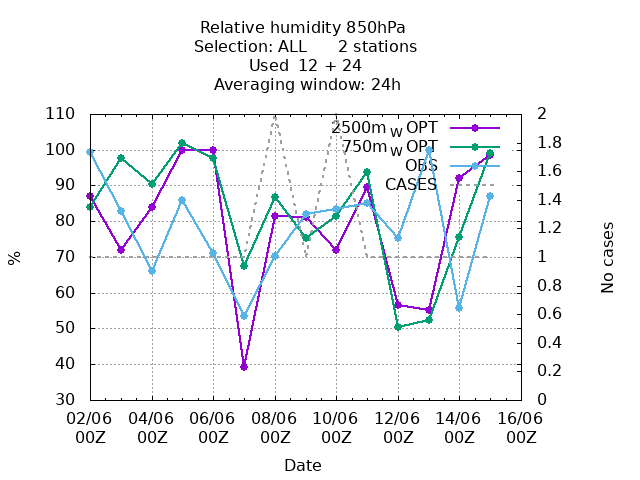 Relative humidity 850hPa
Selection: ALL 2 stations
Used 12 + 24
Averaging window: 24h
110 2
2500m W OPT
100 1.8
750m W OPT
OBS
90 1.6
CASES
80 1.4
70 1.2
60 1
50 0.8
40 0.6
30 0.4
0.2
0
%
No cases
02/06 04/06 06/06 08/06 10/06 12/06 14/06 16/06
00Z 00Z 00Z 00Z 00Z 00Z 00Z 00Z
Date